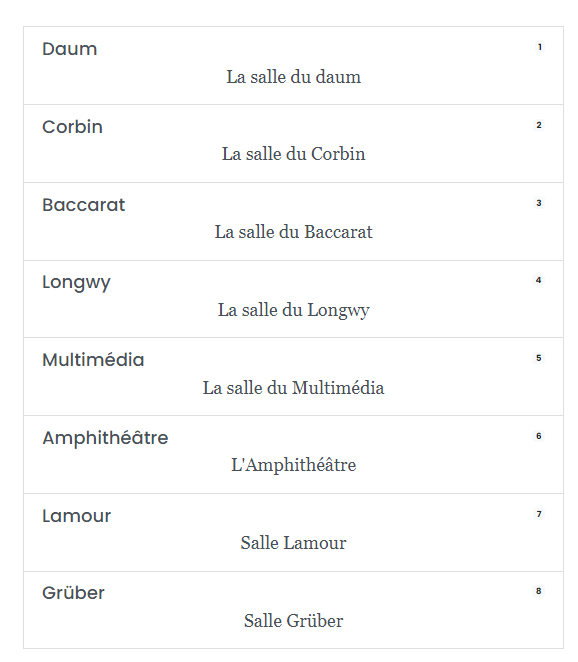 Daum 1
La salle du daum
Corbin 2
La salle du Corbin
Baccarat 3
La salle du Baccarat
Longwy 4
La salle du Longwy
Multimédia 5
La salle du Multimédia
Amphithéâtre 6
L'Amphithéâtre
Lamour 7
Salle Lamour
Grüber 8
Salle Grüber